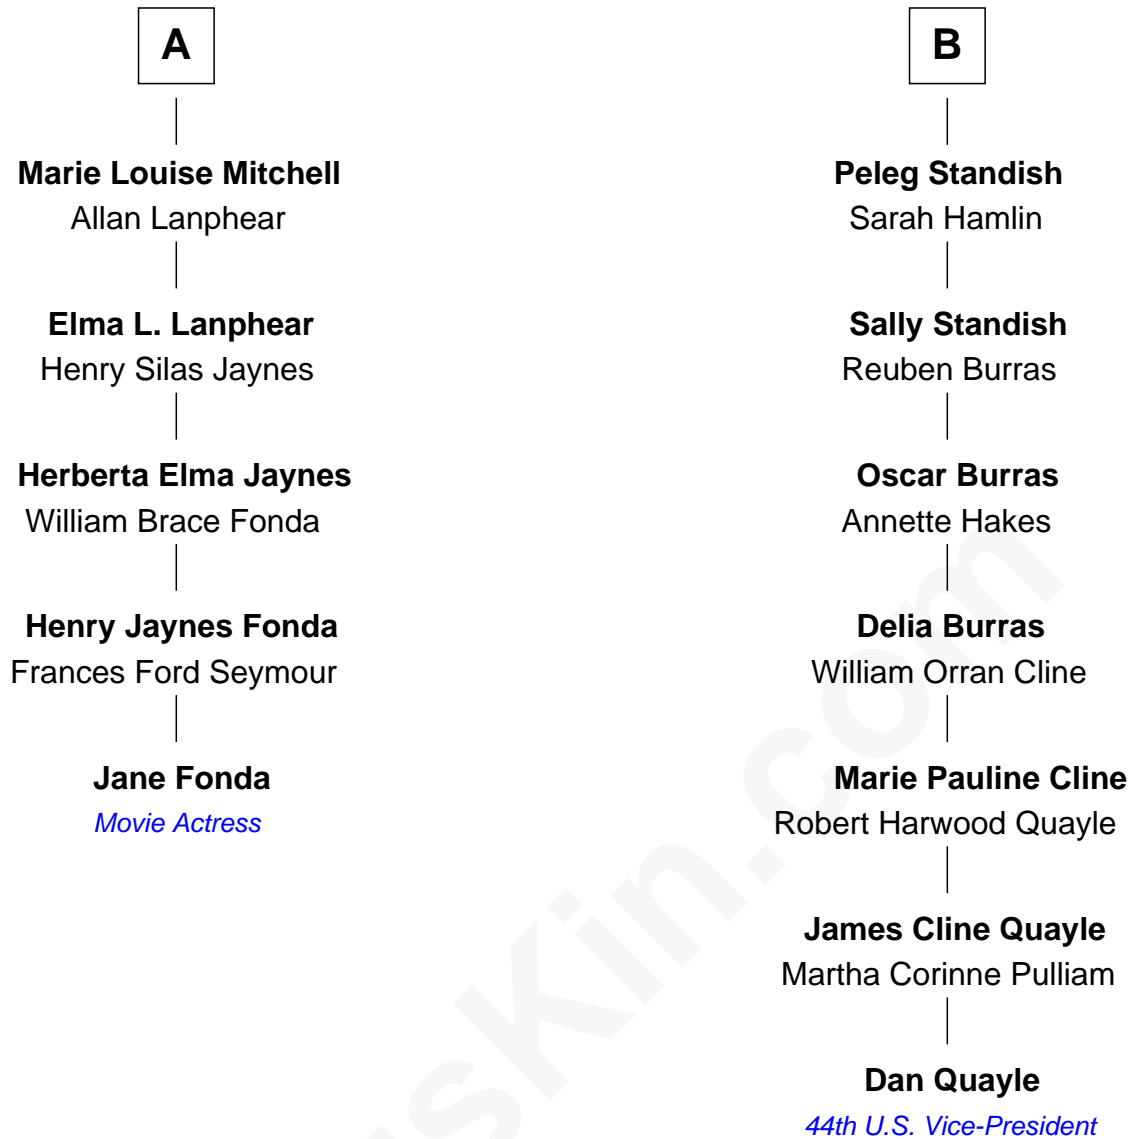 A
Marie Louise Mitchell
Allan Lanphear
Elma L. Lanphear
Henry Silas Jaynes
Herberta Elma Jaynes
William Brace Fonda
Henry Jaynes Fonda
Frances Ford Seymour
Jane Fonda
Movie Actress
B
Peleg Standish
Sarah Hamlin
Sally Standish
Reuben Burras
Oscar Burras
Annette Hakes
Delia Burras
William Orran Cline
Marie Pauline Cline
Robert Harwood Quayle
James Cline Quayle
Martha Corinne Pulliam
Dan Quayle
44th U.S. Vice-President
sKin.com